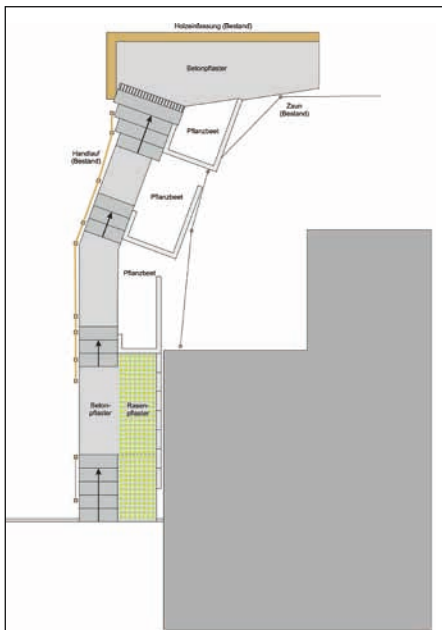 Holzeinfassung (Bestand)
Betonpflaster
Zaun
(Bestand)
Pflanzbeet
Handlauf
(Bestand)
Pflanzbeet
Pflanzbeet
Beton-
pflaster
Rasen-
pflaster